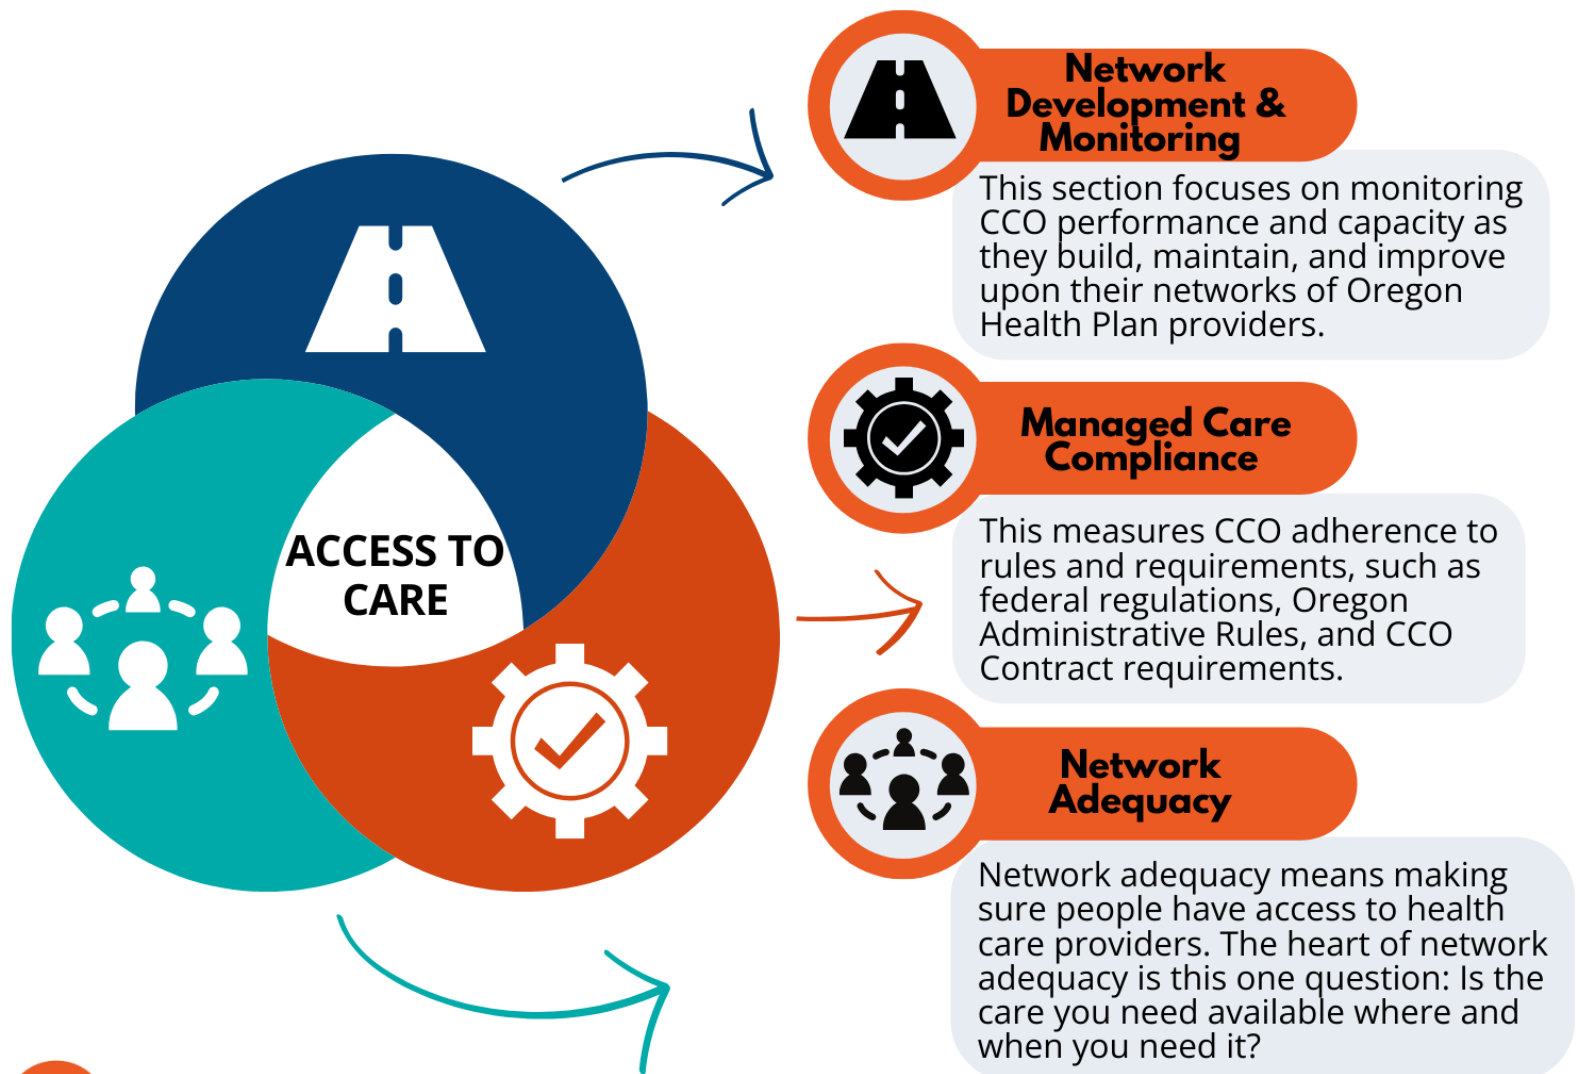 ACCESS TO
CARE
Network
Development &
Monitoring
This section focuses on monitoring
CCO performance and capacity as
they build, maintain, and improve
upon their networks of Oregon
Health Plan providers.
Managed Care
Compliance
This measures CCO adherence to
rules and requirements, such as
federal regulations, Oregon
Administrative Rules, and CCO
Contract requirements.
Network
Adequacy
Network adequacy means making
sure people have access to health
care providers. The heart of network
adequacy is this one question: Is the
care you need available where and
when you need it?